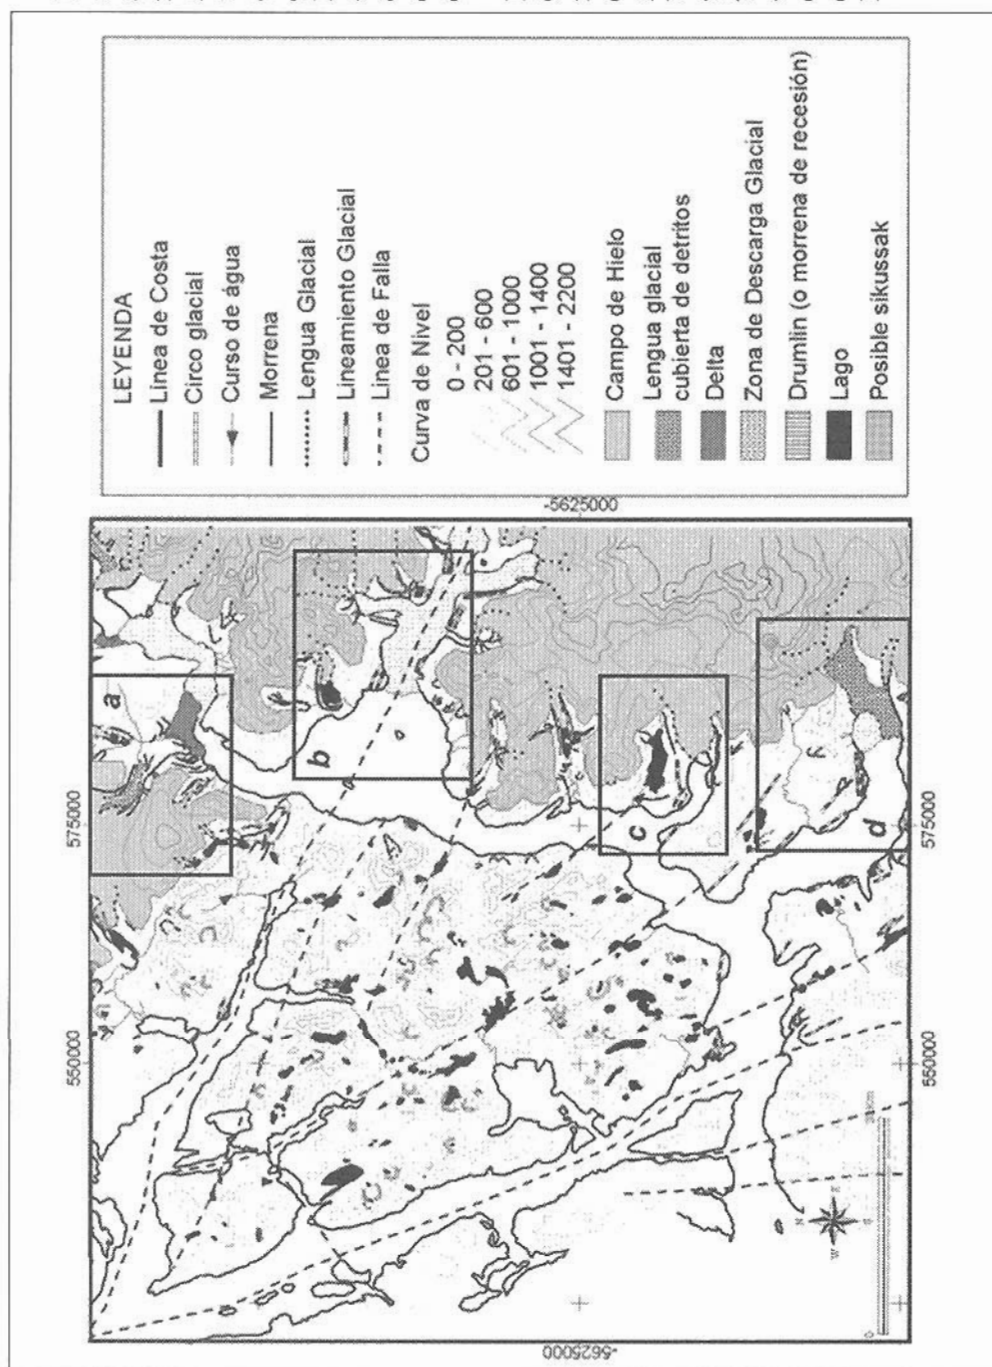 LEYENDA
Linea de Costa
Circo glacial
Curso de água
Morrena
Lengua Glacial
Lineamiento Glacial
Linea de Falla
Curva de Nivel
0 - 200
201 - 600
601 - 1000
1001 - 1400
1401 - 2200
Campo de Hielo
Lengua glacial
cubierta de detritos
Delta
Zona de Descarga Glacial
Drumlin (o morrena de recesión)
Lago
Posible sikussak
-5625000
575000
550000
a
b
c
d
575000
550000
-5625000
N
W
E
0